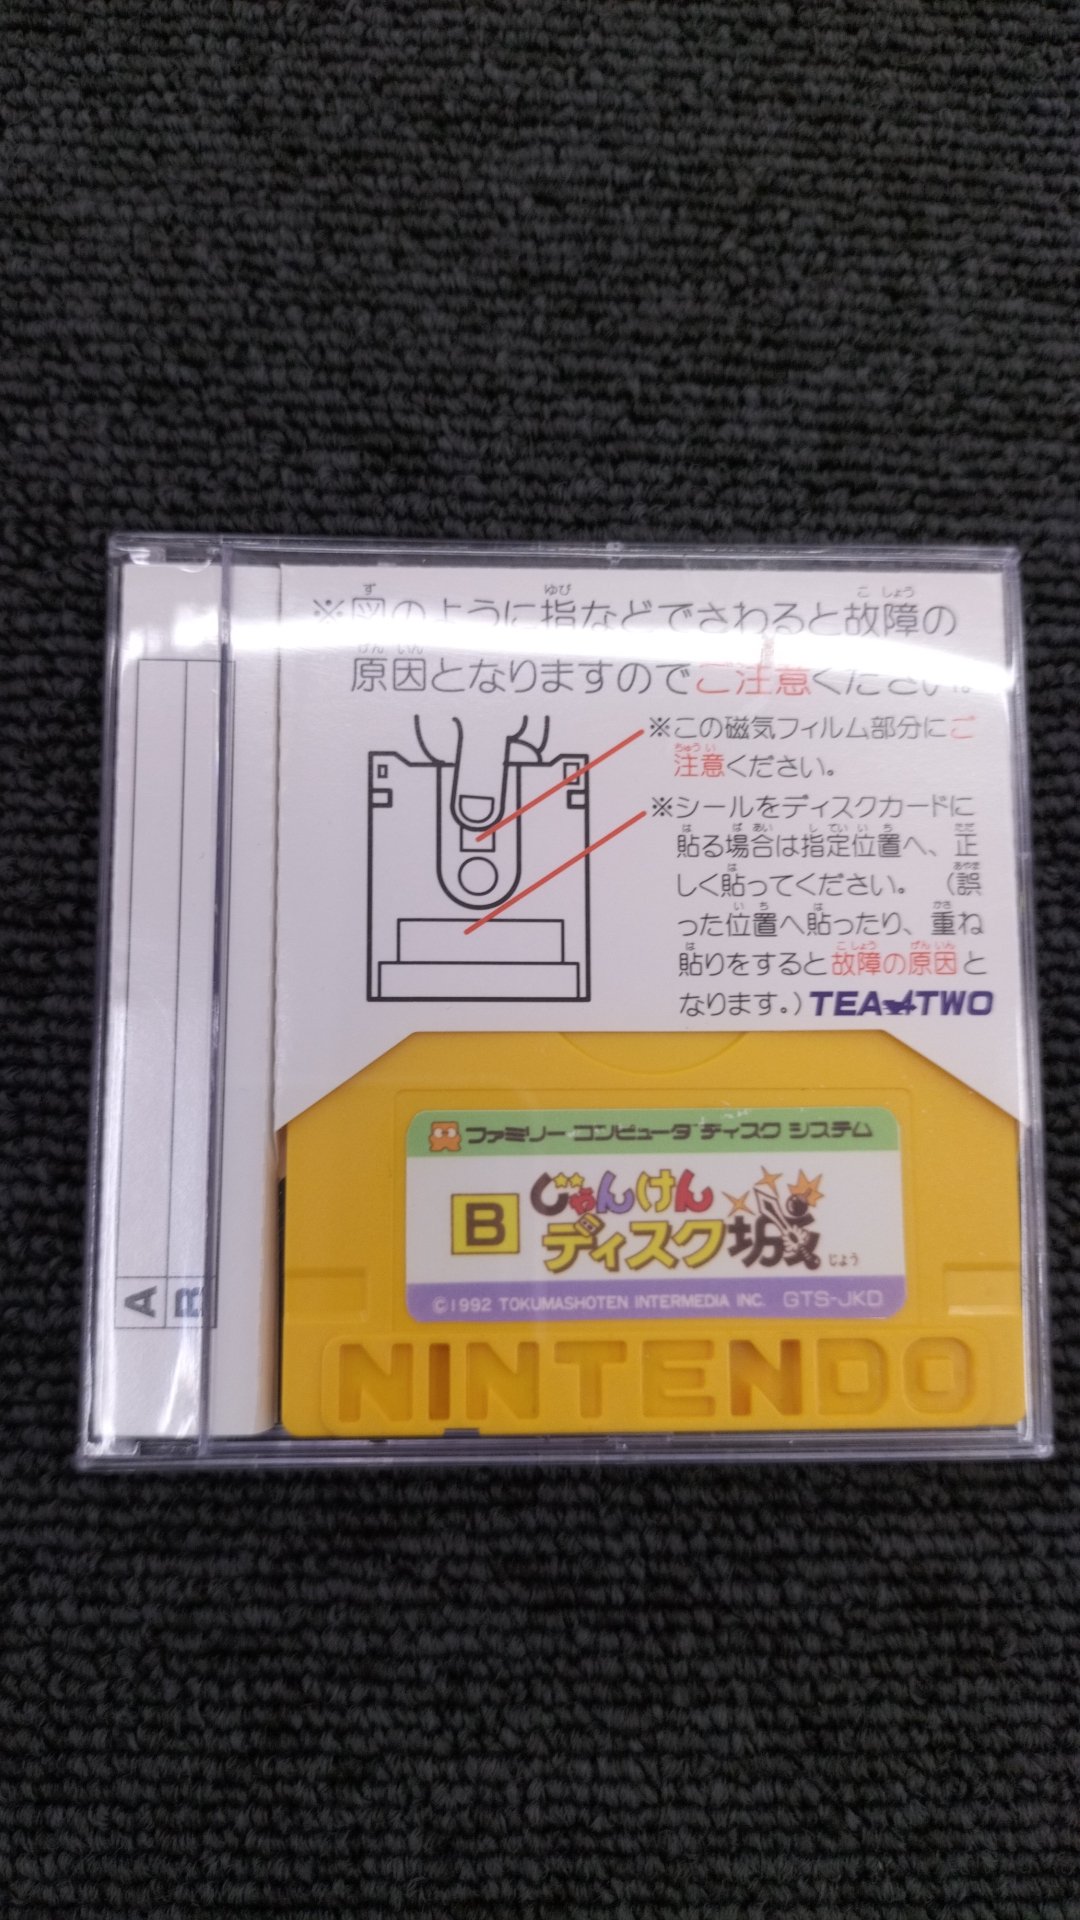 ※図のように指などでさわると故障の
原因となりますのでご注意ください。
※この磁気フィルム部分にご
注意ください。
※シールをディスクカードに
貼る場合は指定位置へ、正
しく貼ってください。（誤
った位置へ貼ったり、重ね
貼りをすると故障の原因と
なります。）TEA TWO
ファミリーコンピュータ ディスク システム
B じゃんけん
ディスク城 じょう
©1992 TOKUMASHOTEN INTERMEDIA INC. GTS-JKD
NINTENDO
A
B